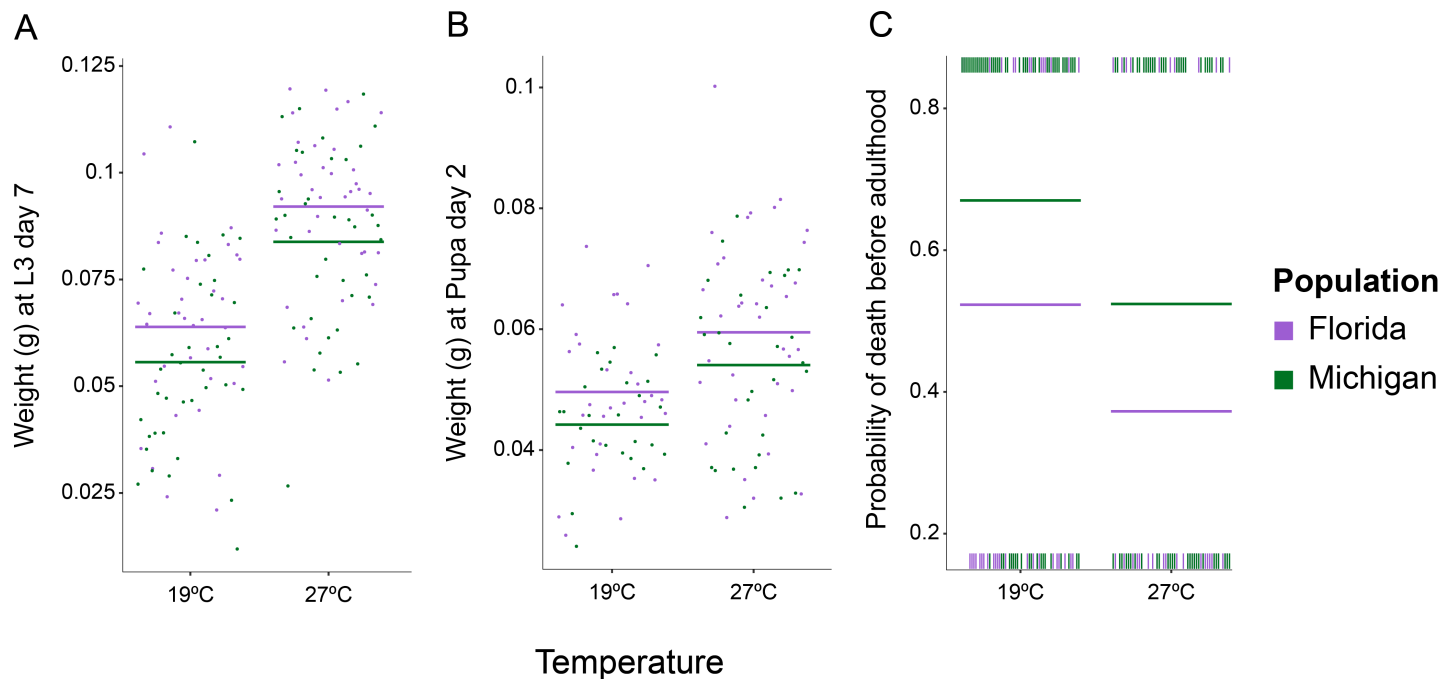 A
Weight (g) at L3 day 7
0.125
0.1
0.075
0.05
0.025
19ºC
27ºC
B
Weight (g) at Pupa day 2
0.1
0.08
0.06
0.04
19ºC
27ºC
C
Probability of death before adulthood
0.8
0.6
0.4
0.2
19ºC
27ºC
Temperature
Population
Florida
Michigan